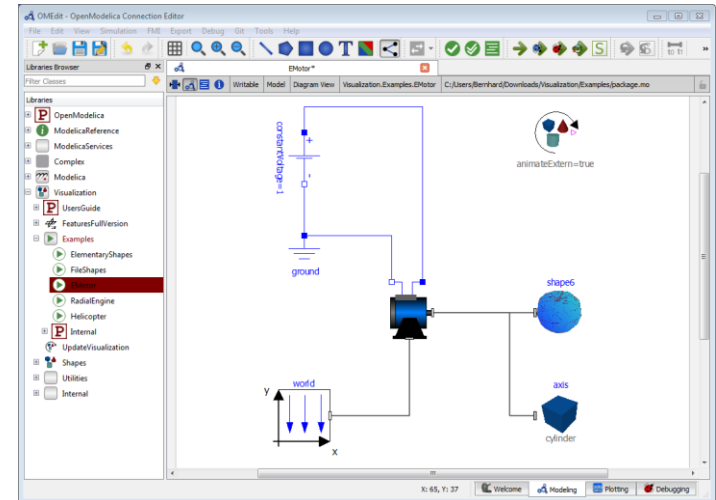 OMEdit - OpenModelica Connection Editor
File Edit View Simulation FMI Export Debug Git Tools Help
T S to t1 »
Libraries Browser
EMotor*
Filter Classes
Writable Model Diagram View Visualization.Examples.EMotor C:/Users/Bernhard/Downloads/Visualization/Examples/package.mo
Libraries
P OpenModelica
ModelicaReference
ModelicaServices
Complex
Modelica
Visualization
P UsersGuide
FeaturesFullVersion
Examples
ElementaryShapes
FileShapes
EMotor
RadialEngine
Helicopter
P Internal
UpdateVisualization
Shapes
Utilities
Internal
constantVoltage=1
+
-
animateExtern=true
ground
shape6
world
y
x
axis
cylinder
X: 65, Y: 37 Welcome Modeling Plotting Debugging